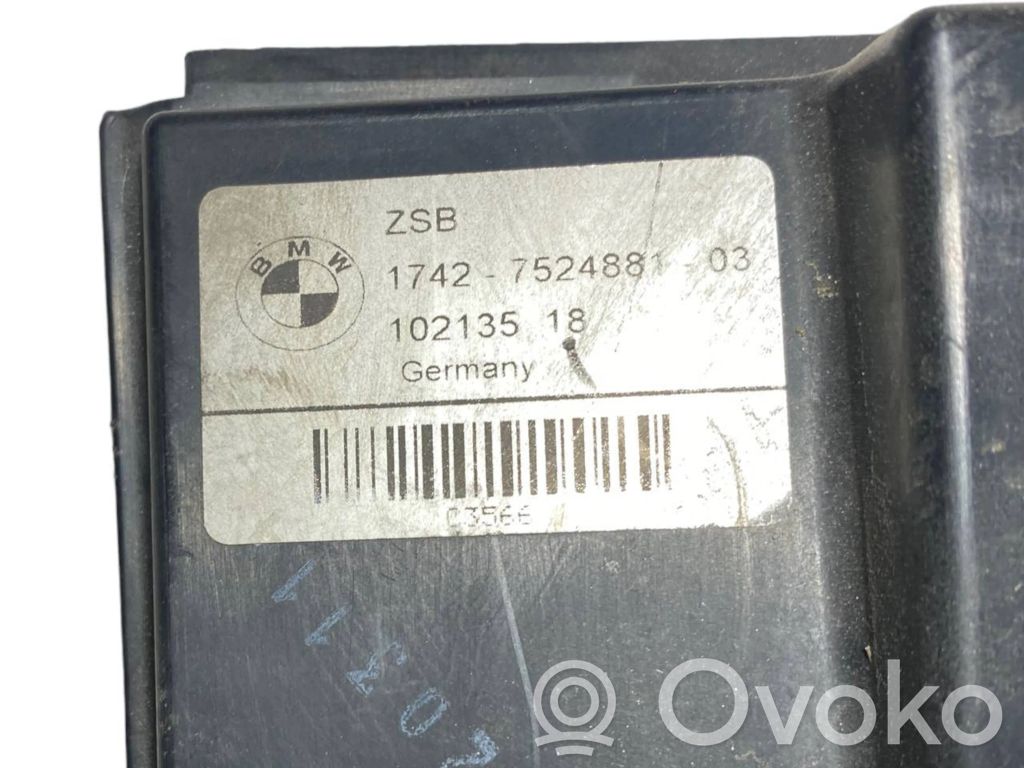 BMW
ZSB
1742 - 7524881 - 03
102135 18
Germany
C3566
Ovoko